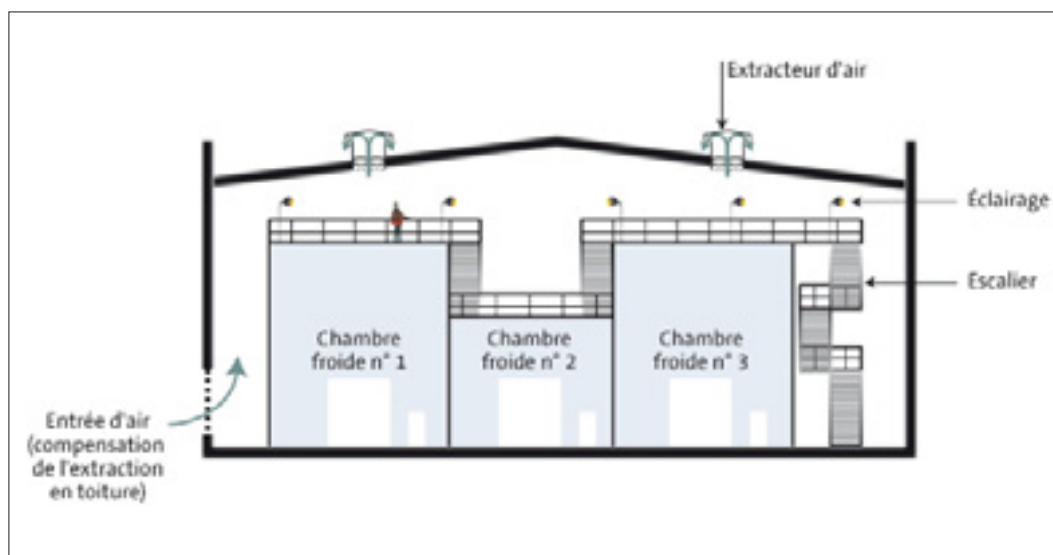 Extracteur d'air
Éclairage
Escalier
Chambre
froide n° 1
Chambre
froide n° 2
Chambre
froide n° 3
Entrée d'air
(compensation
de l'extraction
en toiture)